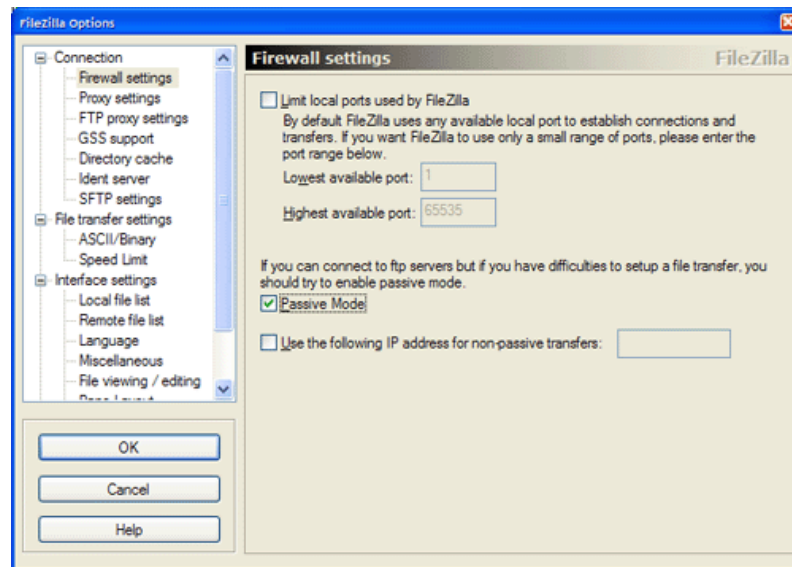 FileZilla Options
Connection
Firewall settings
Proxy settings
FTP proxy settings
GSS support
Directory cache
Ident server
SFTP settings
File transfer settings
ASCII/Binary
Speed Limit
Interface settings
Local file list
Remote file list
Language
Miscellaneous
File viewing / editing
OK
Cancel
Help
Firewall settings
FileZilla
Limit local ports used by FileZilla
By default FileZilla uses any available local port to establish connections and
transfers. If you want FileZilla to use only a small range of ports, please enter the
port range below.
Lowest available port: 1
Highest available port: 65535
If you can connect to ftp servers but if you have difficulties to setup a file transfer, you
should try to enable passive mode.
Passive Mode
Use the following IP address for non-passive transfers: